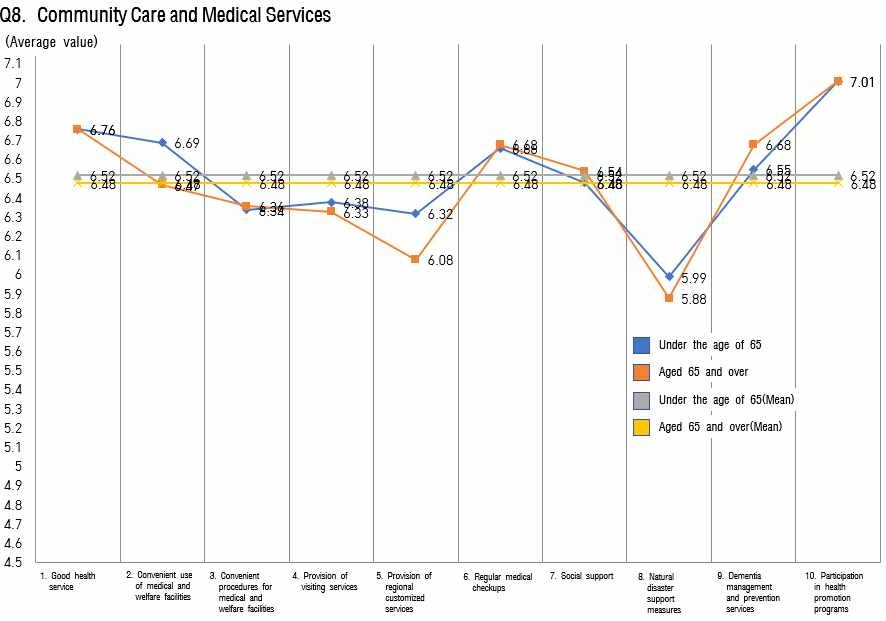 Q8. Community Care and Medical Services
(Average value)
7.1
7
6.9
6.8
6.7
6.6
6.5
6.4
6.3
6.2
6.1
6
5.9
5.8
5.7
5.6
5.5
5.4
5.3
5.2
5.1
5
4.9
4.8
4.7
4.6
4.5
6.76
6.69
6.38
6.33
6.32
6.08
6.68
6.54
5.99
5.88
6.68
6.55
7.01
6.52 6.52 6.52 6.52 6.52 6.52 6.52 6.52 6.52
6.48 6.48 6.48 6.48 6.48 6.48 6.48 6.48 6.48
Under the age of 65
Aged 65 and over
Under the age of 65(Mean)
Aged 65 and over(Mean)
1. Good health
service
2. Convenient use
of medical and
welfare facilities
3. Convenient
procedures for
medical and
welfare facilities
4. Provision of
visiting services
5. Provision of
regional
customized
services
6. Regular medical
checkups
7. Social support
8. Natural
disaster
support
measures
9. Dementia
management
and prevention
services
10. Participation
in health
promotion
programs